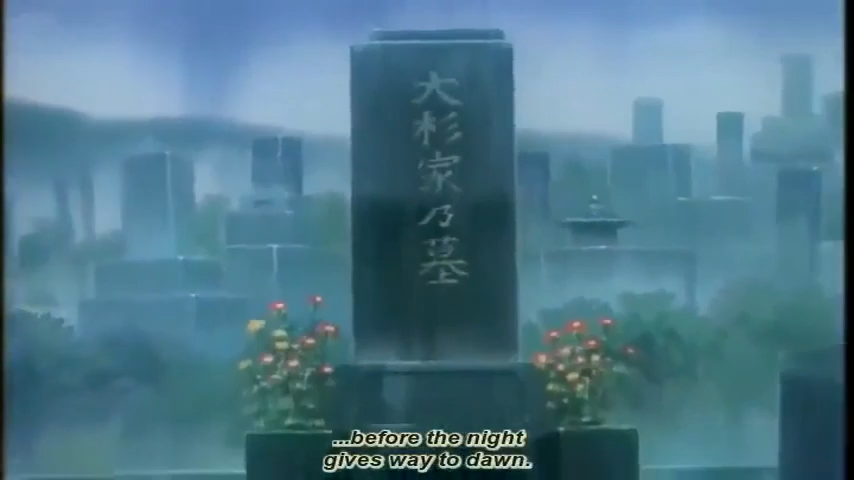 大杉家乃墓
...before the night
gives way to dawn.